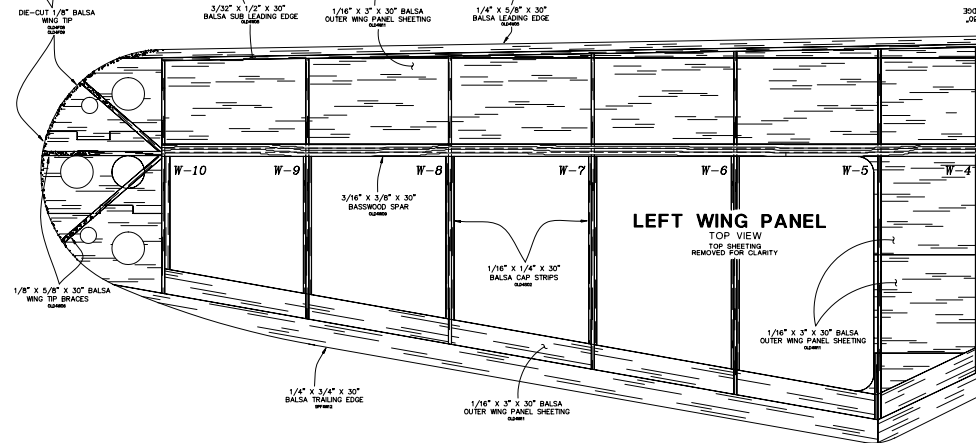 DIE-CUT 1/8" BALSA
WING TIP
3/32" X 1/2" X 30"
BALSA SUB LEADING EDGE
1/16" X 3" X 30" BALSA
OUTER WING PANEL SHEETING
1/4" X 5/8" X 30"
BALSA LEADING EDGE
W-10
W-9
W-8
W-7
W-6
W-5
W-4
3/16" X 3/8" X 30"
BASSWOOD SPAR
LEFT WING PANEL
TOP VIEW
TOP SHEETING
REMOVED FOR CLARITY
1/16" X 1/4" X 30"
BALSA CAP STRIPS
1/8" X 5/8" X 30" BALSA
WING TIP BRACES
1/16" X 3" X 30" BALSA
OUTER WING PANEL SHEETING
1/4" X 3/4" X 30"
BALSA TRAILING EDGE
1/16" X 3" X 30" BALSA
OUTER WING PANEL SHEETING